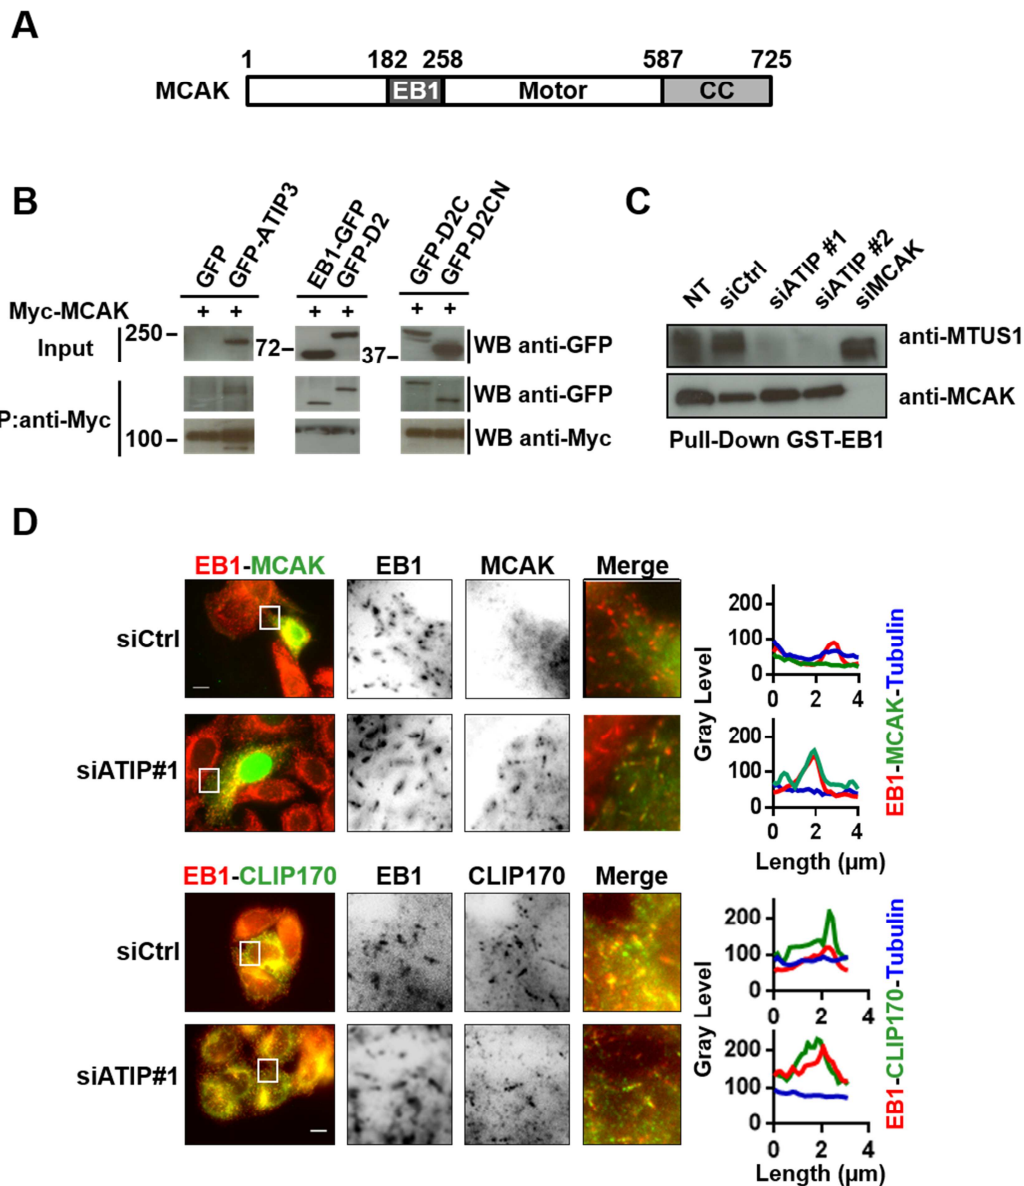 A
1 182 258 587 725
MCAK EB1 Motor CC
B
GFP GFP-ATIP3 EB1-GFP GFP-D2 GFP-D2C GFP-D2CN
Myc-MCAK + + + + + +
Input 250 72 37 WB anti-GFP
P:anti-Myc WB anti-GFP
100 WB anti-Myc
C
NT siCtrl siATIP #1 siATIP #2 siMCAK
anti-MTUS1
anti-MCAK
Pull-Down GST-EB1
D
EB1-MCAK EB1 MCAK Merge
siCtrl
200
100
0
0 2 4
siATIP#1
200
100
0
0 2 4
Gray Level
Length (µm)
EB1-MCAK-Tubulin
EB1-CLIP170 EB1 CLIP170 Merge
siCtrl
200
100
0
0 2 4
siATIP#1
200
100
0
0 2 4
Gray Level
Length (µm)
EB1-CLIP170-Tubulin